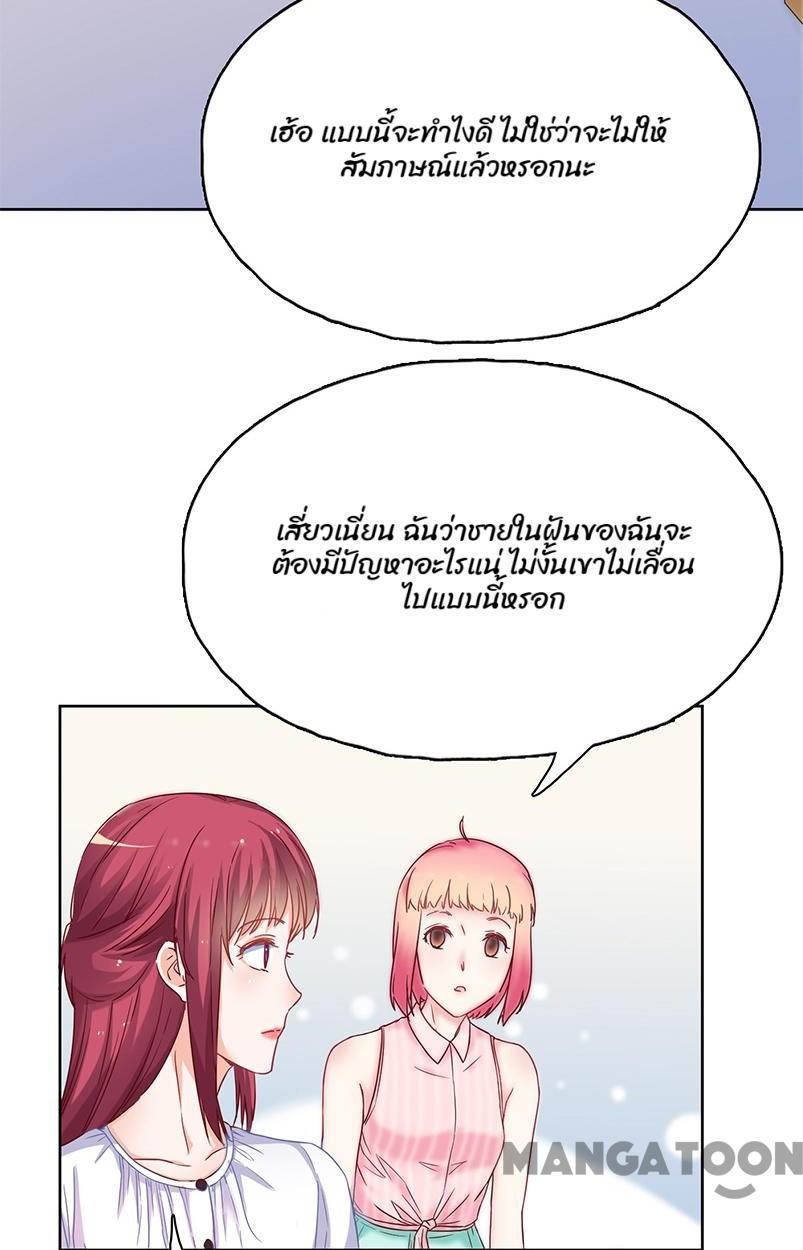 เฮ้อ แบบนี้จะทำไงดี ไม่ใช่ว่าจะไม่ให้
สัมภาษณ์แล้วหรอกนะ
เสี่ยวเนี่ยน ฉันว่าชายในฝันของฉันจะ
ต้องมีปัญหาอะไรแน่ ไม่งั้นเขาไม่เลื่อน
ไปแบบนี้หรอก
MANGATOON